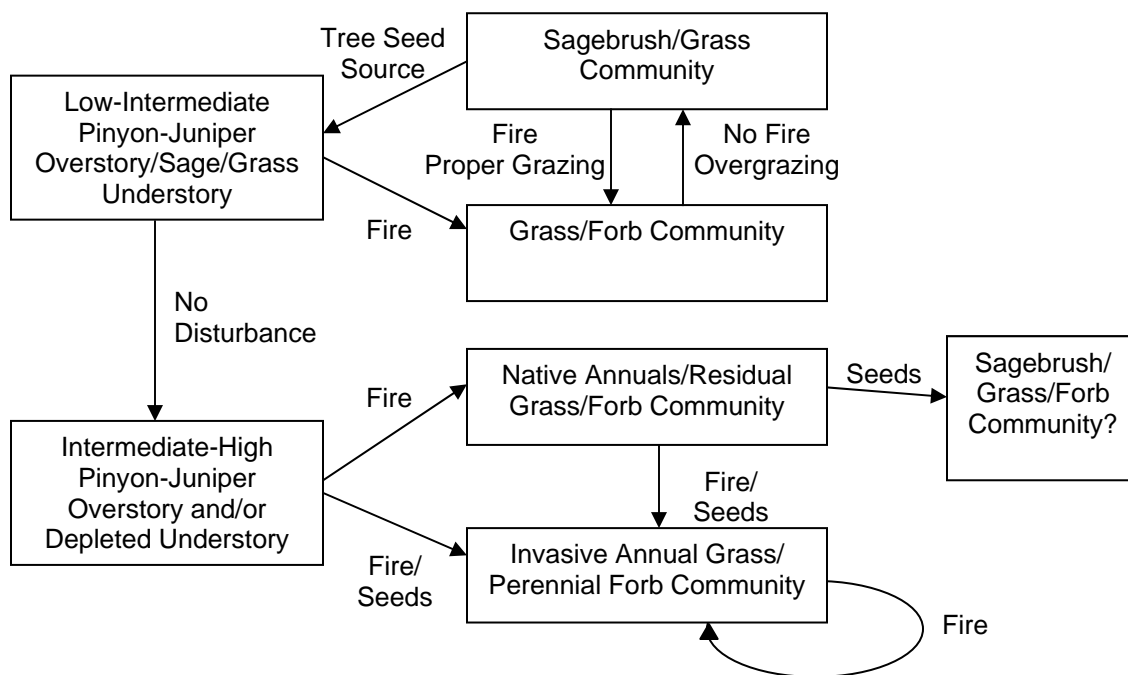 Tree Seed
Source
Sagebrush/Grass
Community
Low-Intermediate
Pinyon-Juniper
Overstory/Sage/Grass
Understory
Fire
Proper Grazing
No Fire
Overgrazing
Fire
Grass/Forb Community
No
Disturbance
Fire
Native Annuals/Residual
Grass/Forb Community
Seeds
Sagebrush/
Grass/Forb
Community?
Intermediate-High
Pinyon-Juniper
Overstory and/or
Depleted Understory
Fire/
Seeds
Fire/
Seeds
Invasive Annual Grass/
Perennial Forb Community
Fire